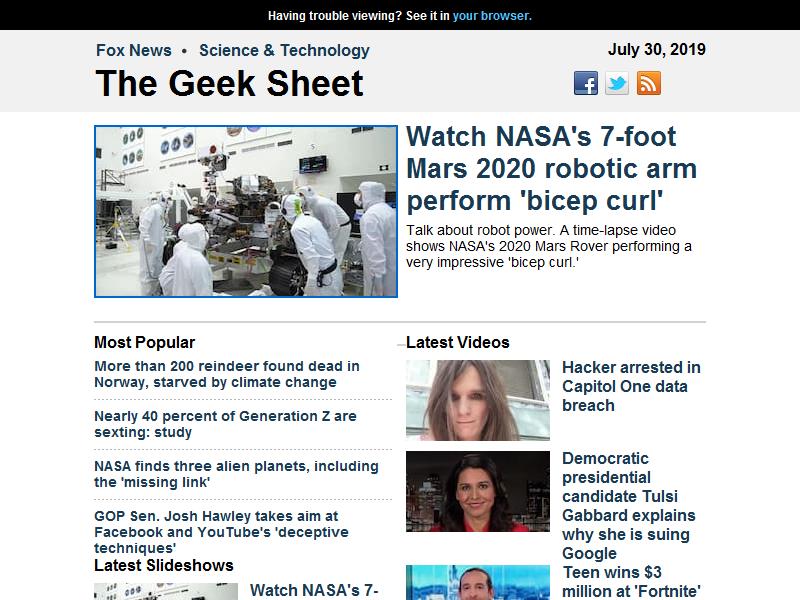 Having trouble viewing? See it in your browser.
Fox News • Science & Technology
July 30, 2019
The Geek Sheet
Watch NASA's 7-foot
Mars 2020 robotic arm
perform 'bicep curl'
Talk about robot power. A time-lapse video
shows NASA's 2020 Mars Rover performing a
very impressive 'bicep curl.'
Most Popular
More than 200 reindeer found dead in
Norway, starved by climate change
Nearly 40 percent of Generation Z are
sexting: study
NASA finds three alien planets, including
the 'missing link'
GOP Sen. Josh Hawley takes aim at
Facebook and YouTube's 'deceptive
techniques'
Latest Slideshows
Watch NASA's 7-
Latest Videos
Hacker arrested in
Capitol One data
breach
Democratic
presidential
candidate Tulsi
Gabbard explains
why she is suing
Google
Teen wins $3
million at 'Fortnite'